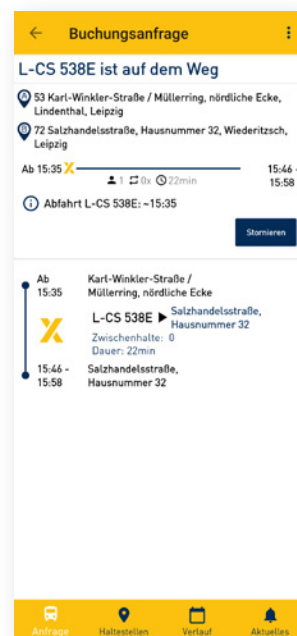 Buchungsanfrage
L-CS 538E ist auf dem Weg
A 53 Karl-Winkler-Straße / Müllerring, nördliche Ecke,
Lindenthal, Leipzig
B 72 Salzhandelsstraße, Hausnummer 32, Wiederitzsch,
Leipzig
Ab 15:35
15:46 -
15:58
1 0x 22min
Abfahrt L-CS 538E: ~15:35
Stornieren
Ab
15:35
Karl-Winkler-Straße /
Müllerring, nördliche Ecke
L-CS 538E
Salzhandelsstraße,
Hausnummer 32
Zwischenhalte: 0
Dauer: 22min
15:46 -
15:58
Salzhandelsstraße,
Hausnummer 32
Anfrage Haltestellen Verlauf Aktuelles